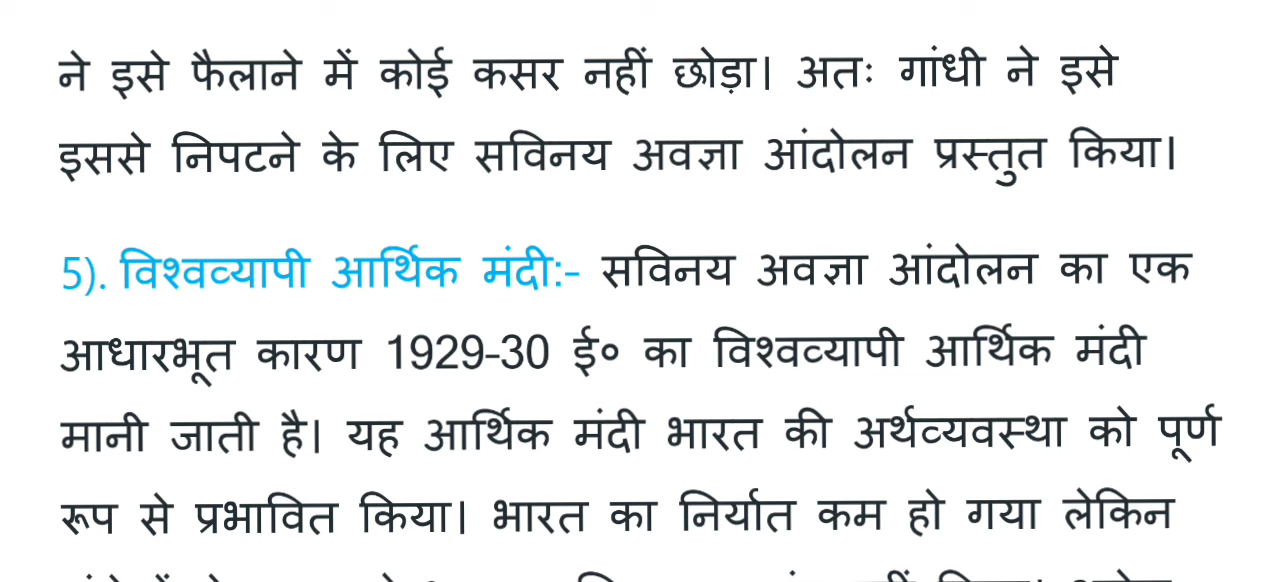 ने इसे फैलाने में कोई कसर नहीं छोड़ा। अतः गांधी ने इसे
इससे निपटने के लिए सविनय अवज्ञा आंदोलन प्रस्तुत किया।
5). विश्वव्यापी आर्थिक मंदी:- सविनय अवज्ञा आंदोलन का एक
आधारभूत कारण 1929-30 ई० का विश्वव्यापी आर्थिक मंदी
मानी जाती है। यह आर्थिक मंदी भारत की अर्थव्यवस्था को पूर्ण
रूप से प्रभावित किया। भारत का निर्यात कम हो गया लेकिन